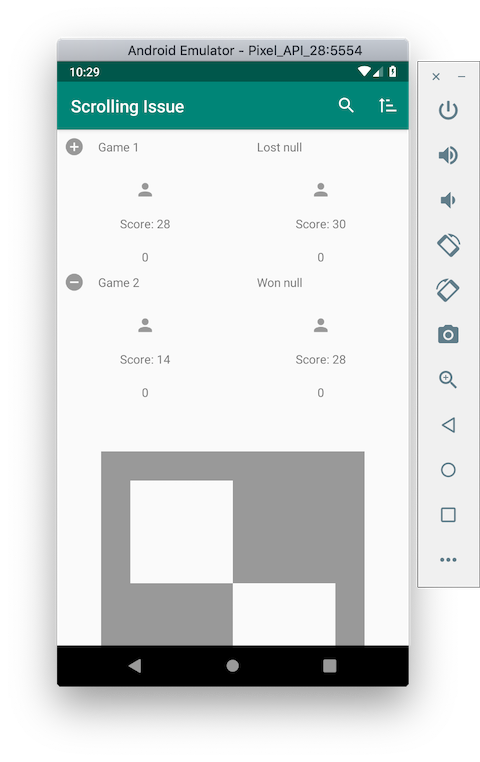 Android Emulator - Pixel_API_28:5554
10:29
Scrolling Issue
Game 1 Lost null
Score: 28 Score: 30
0 0
Game 2 Won null
Score: 14 Score: 28
0 0